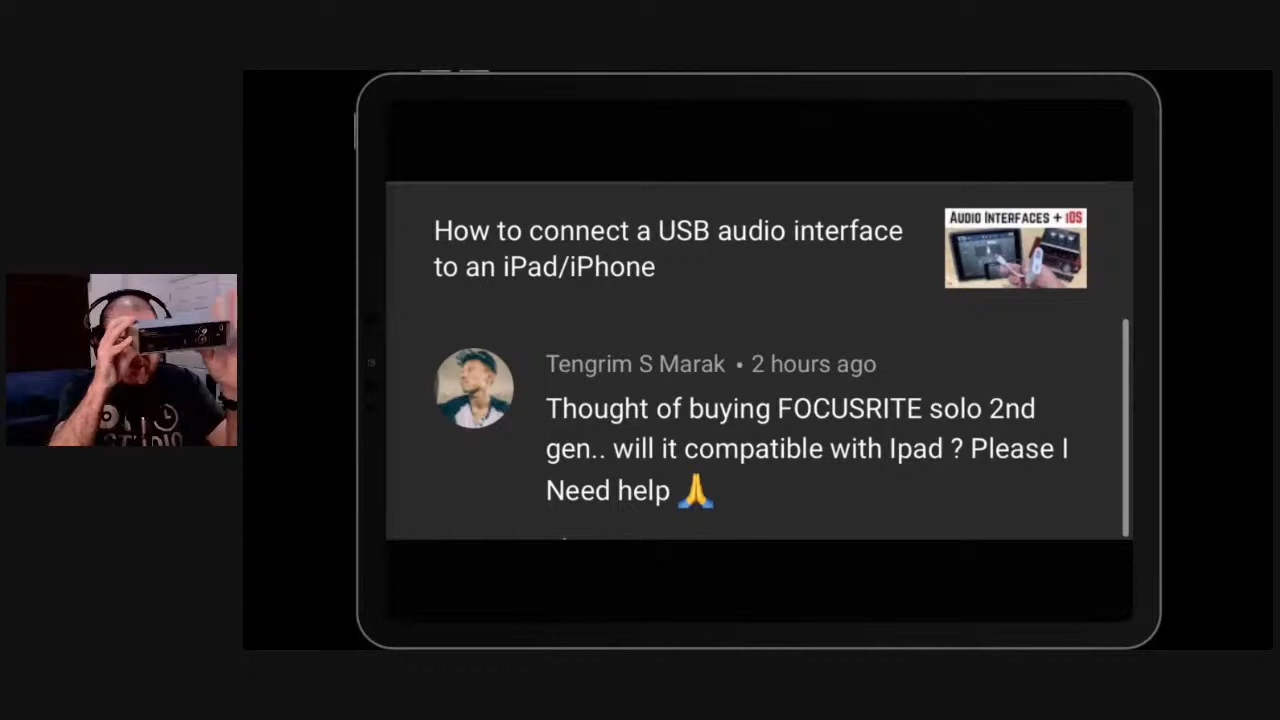 How to connect a USB audio interface
to an iPad/iPhone
AUDIO INTERFACES + iOS
Tengrim S Marak • 2 hours ago
Thought of buying FOCUSRITE solo 2nd
gen.. will it compatible with Ipad ? Please I
Need help 🙏
STUDIO